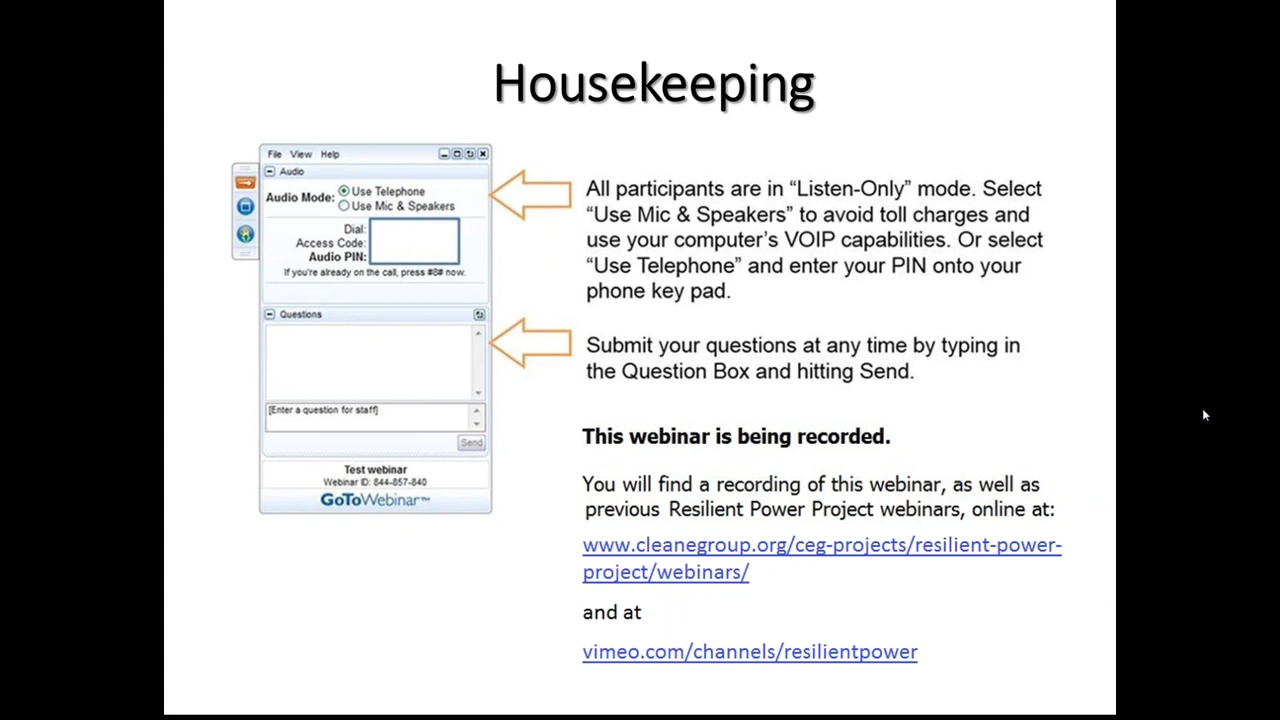 Housekeeping
File View Help
Audio
Audio Mode: Use Telephone
Use Mic & Speakers
Dial:
Access Code:
Audio PIN:
If you're already on the call, press #8# now.
Questions
[Enter a question for staff]
Send
Test webinar
Webinar ID: 844-857-840
GoToWebinar™
All participants are in “Listen-Only” mode. Select
“Use Mic & Speakers” to avoid toll charges and
use your computer’s VOIP capabilities. Or select
“Use Telephone” and enter your PIN onto your
phone key pad.
Submit your questions at any time by typing in
the Question Box and hitting Send.
This webinar is being recorded.
You will find a recording of this webinar, as well as
previous Resilient Power Project webinars, online at:
www.cleanegroup.org/ceg-projects/resilient-power-
project/webinars/
and at
vimeo.com/channels/resilientpower